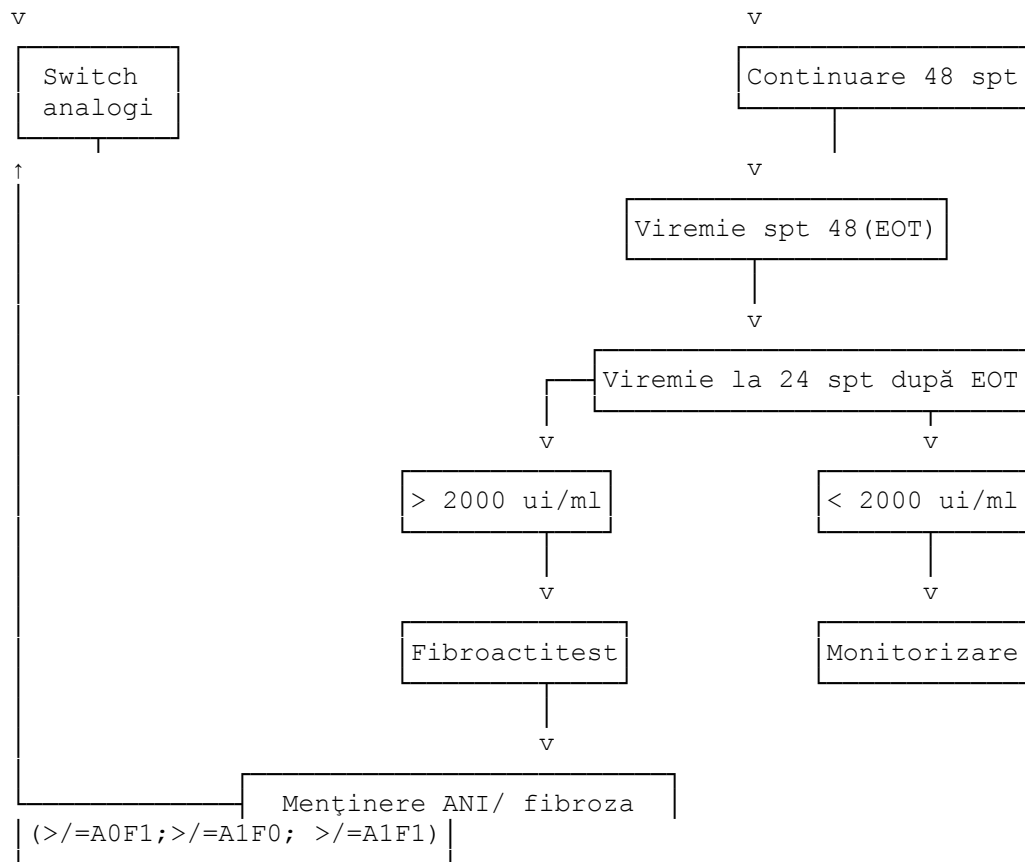 v v
Switch
analogi
Continuare 48 spt
↑ v
Viremie spt 48(EOT)
v
Viremie la 24 spt după EOT
v v
> 2000 ui/ml
< 2000 ui/ml
v v
Fibroactitest
Monitorizare
v
Menţinere ANI/ fibroza
(>/=A0F1;>/=A1F0; >/=A1F1)